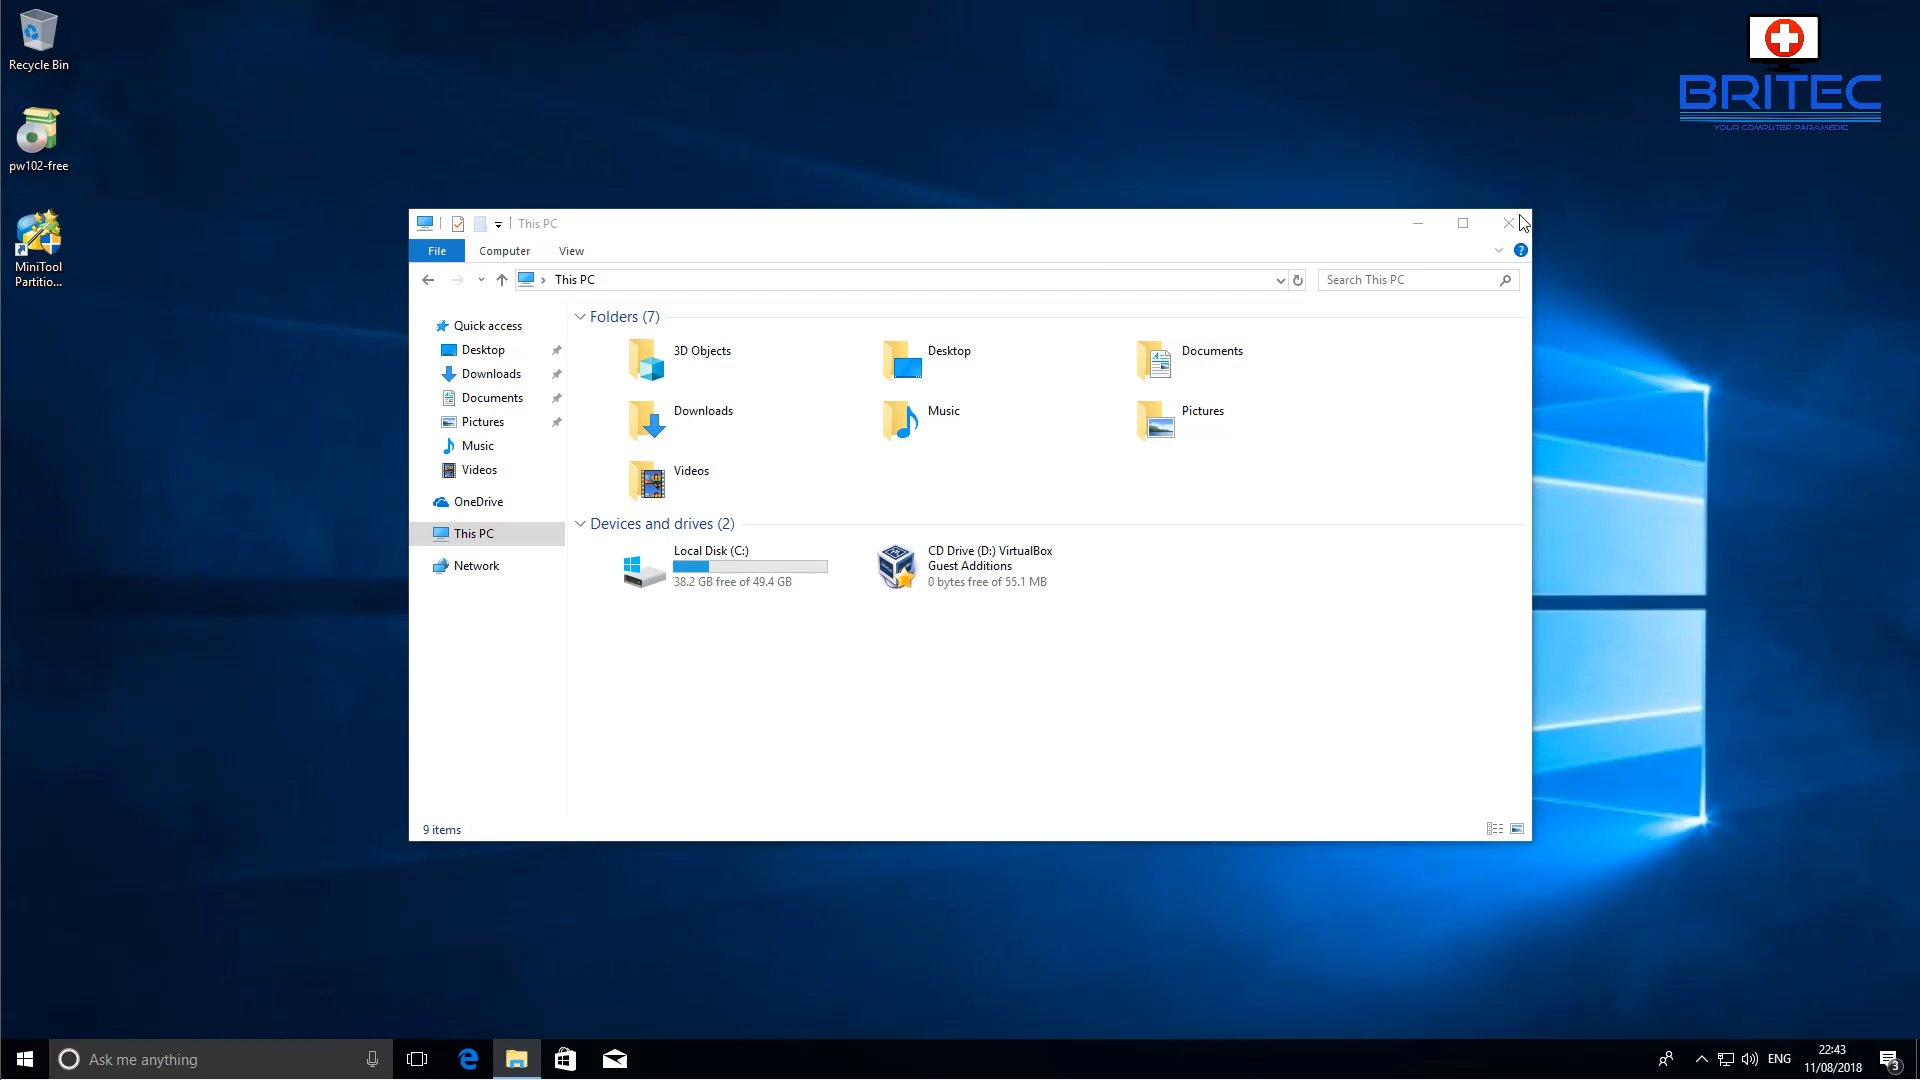 Recycle Bin
pw102-free
MiniTool
Partitio...
BRITEC
YOUR COMPUTER PARAMEDIC
This PC
File
Computer
View
This PC
Search This PC
Quick access
Desktop
Downloads
Documents
Pictures
Music
Videos
OneDrive
This PC
Network
Folders (7)
3D Objects
Desktop
Documents
Downloads
Music
Pictures
Videos
Devices and drives (2)
Local Disk (C:)
38.2 GB free of 49.4 GB
CD Drive (D:) VirtualBox
Guest Additions
0 bytes free of 55.1 MB
9 items
Ask me anything
ENG
22:43
11/08/2018
3